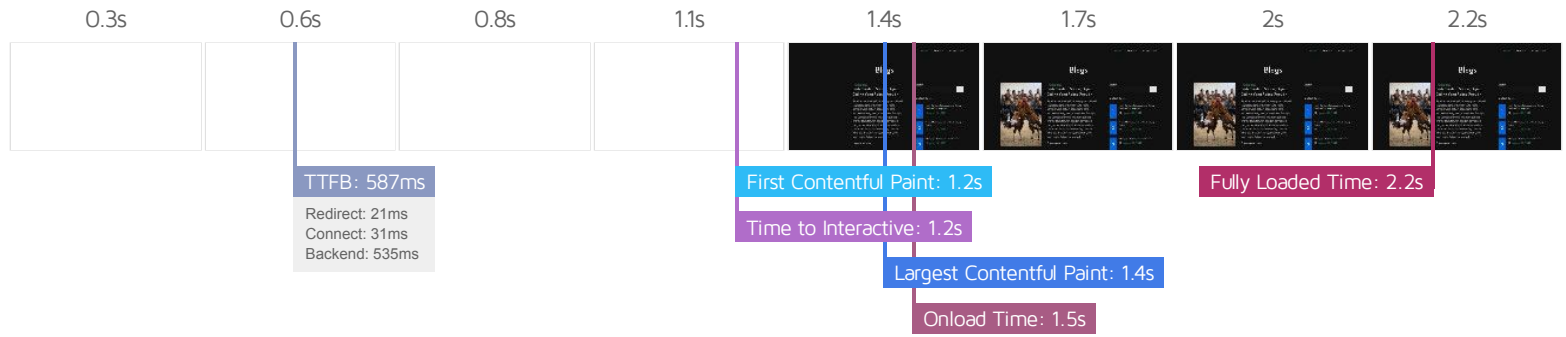 0.3s
0.6s
0.8s
1.1s
1.4s
1.7s
2s
2.2s
Blogs
Blogs
Blogs
Blogs
TTFB: 587ms
Redirect: 21ms
Connect: 31ms
Backend: 535ms
First Contentful Paint: 1.2s
Fully Loaded Time: 2.2s
Time to Interactive: 1.2s
Largest Contentful Paint: 1.4s
Onload Time: 1.5s